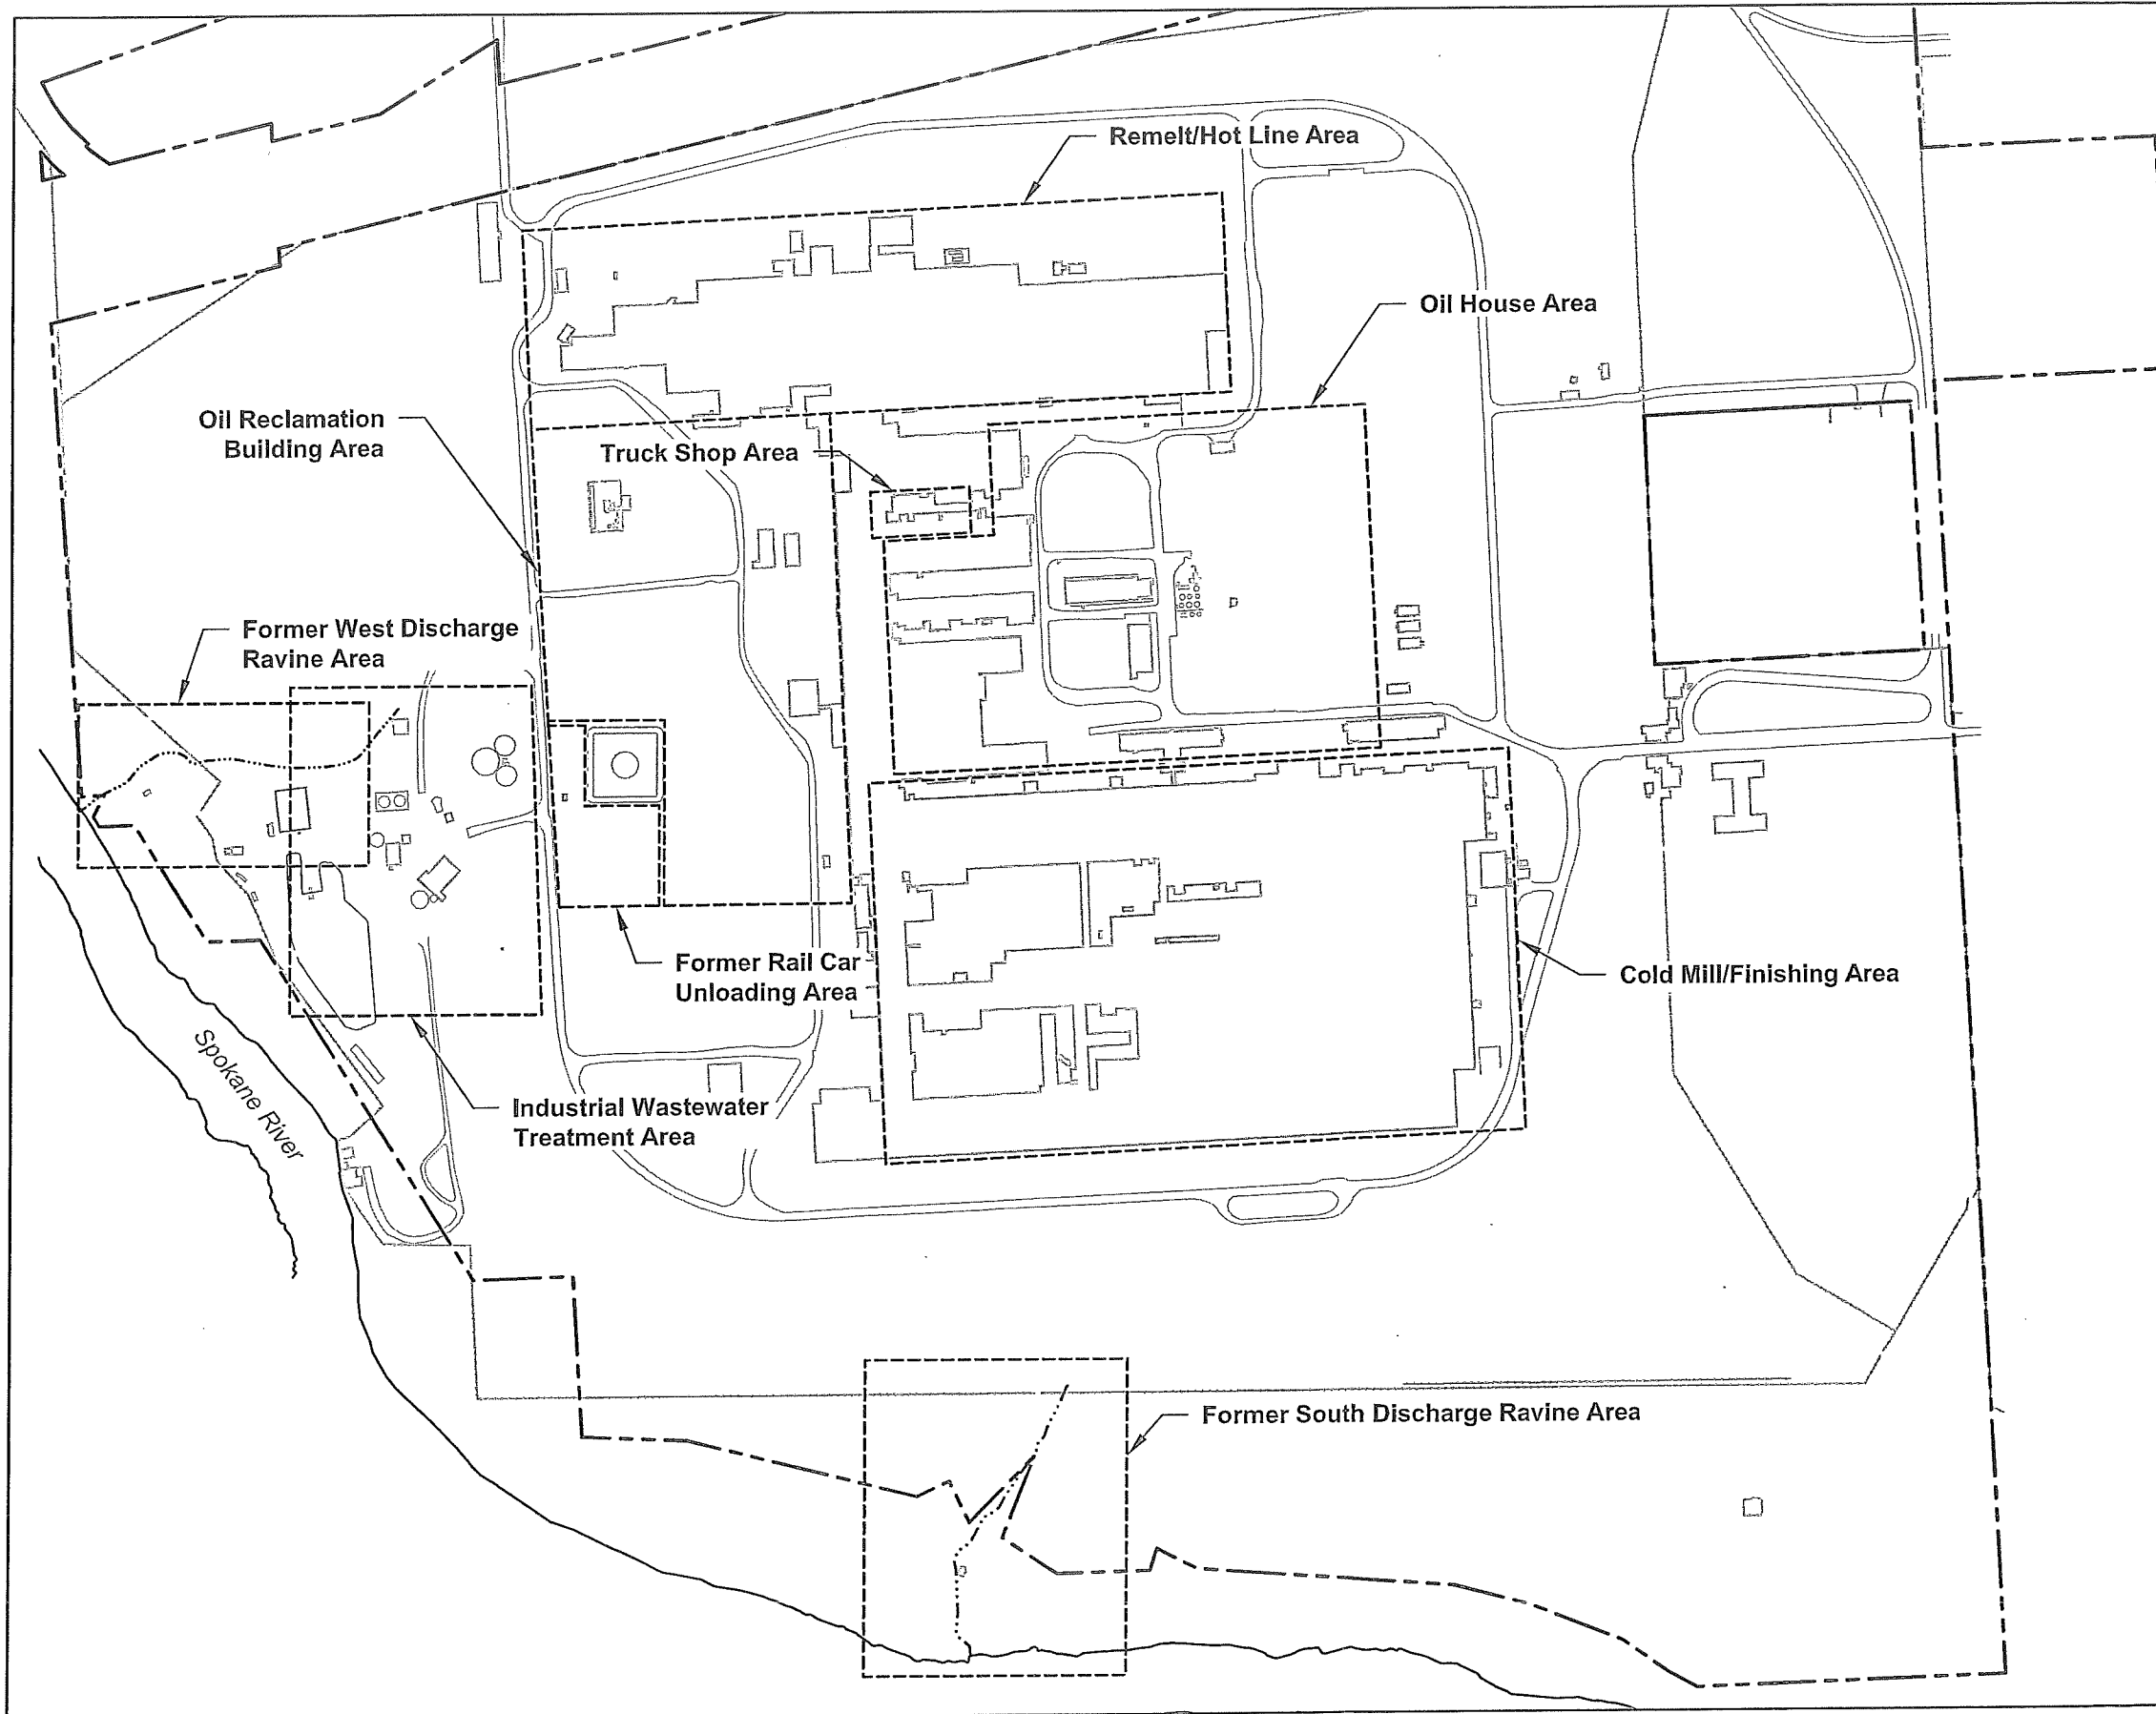 Remelt/Hot Line Area
Oil House Area
Oil Reclamation
Building Area
Truck Shop Area
Former West Discharge
Ravine Area
Former Rail Car
Unloading Area
Cold Mill/Finishing Area
Spokane River
Industrial Wastewater
Treatment Area
Former South Discharge Ravine Area